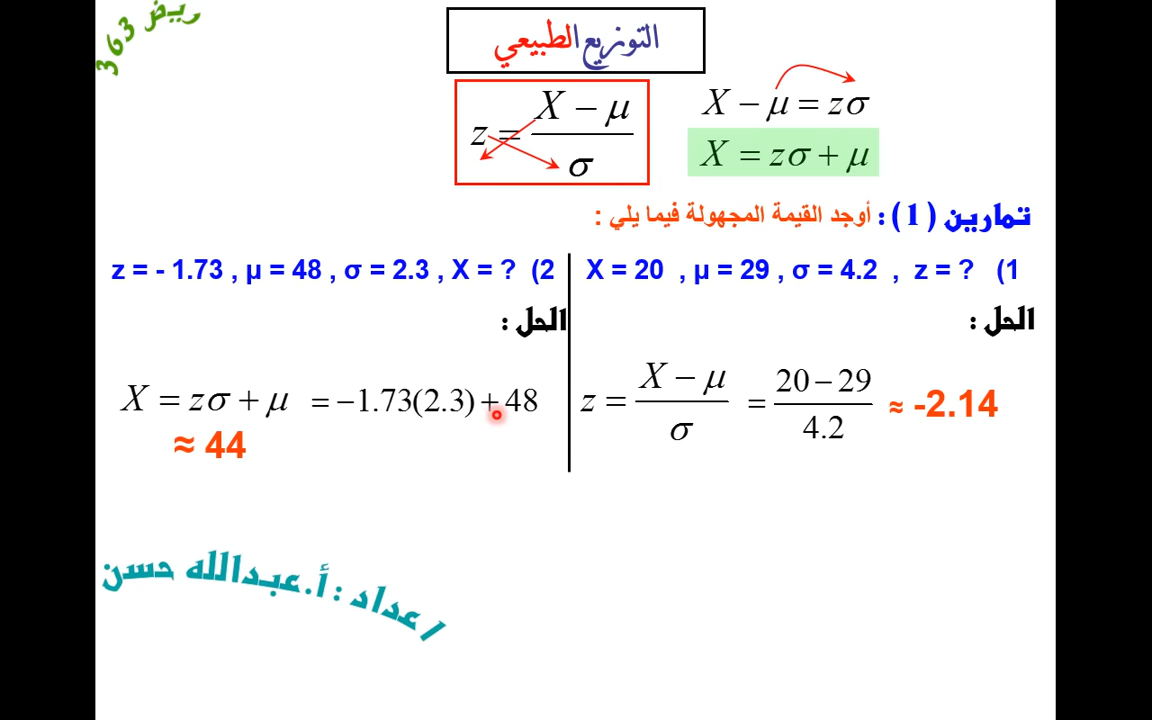 ريض 363
التوزيع الطبيعي
z = (X − μ) / σ
X − μ = zσ
X = zσ + μ
تمارين (1): أوجد القيمة المجهولة فيما يلي :
X = 20 , μ = 29 , σ = 4.2 , z = ? (1
الحل :
z = (X − μ) / σ = (20 − 29) / 4.2 ≈ -2.14
z = - 1.73 , μ = 48 , σ = 2.3 , X = ? (2
الحل :
X = zσ + μ = −1.73(2.3) + 48
≈ 44
اعداد : أ.عبدالله حسن